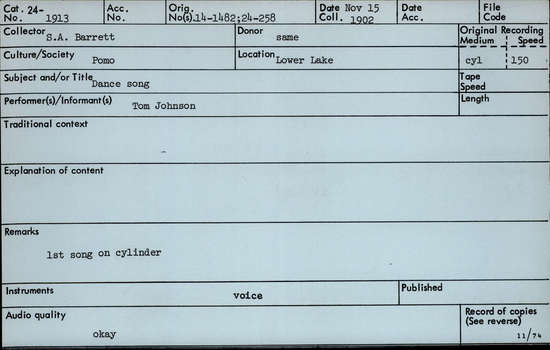 Cat. 24-
No. 1913
Acc.
No.
Orig.
No(s).14-1482;24-258
Date Nov 15
Coll. 1902
Date
Acc.
File
Code
Collector S.A. Barrett
Donor same
Original Recording
Medium Speed
Culture/Society Pomo
Location Lower Lake
cyl 150
Subject and/or Title Dance song
Tape
Speed
Performer(s)/Informant(s) Tom Johnson
Length
Traditional context
Explanation of content
Remarks
1st song on cylinder
Instruments voice
Published
Audio quality
okay
Record of copies
(See reverse)
11/74